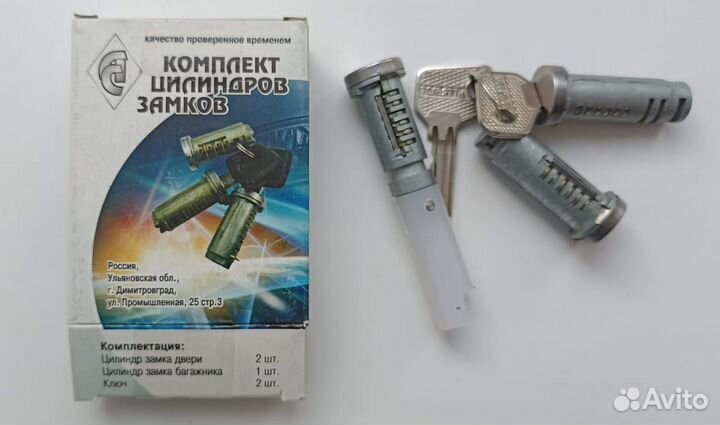 качество проверенное временем
КОМПЛЕКТ
ЦИЛИНДРОВ
ЗАМКОВ
Россия,
Ульяновская обл.,
г. Димитровград,
ул. Промышленная, 25 стр.3
Комплектация:
Цилиндр замка двери 2 шт.
Цилиндр замка багажника 1 шт.
Ключ 2 шт.
Avito